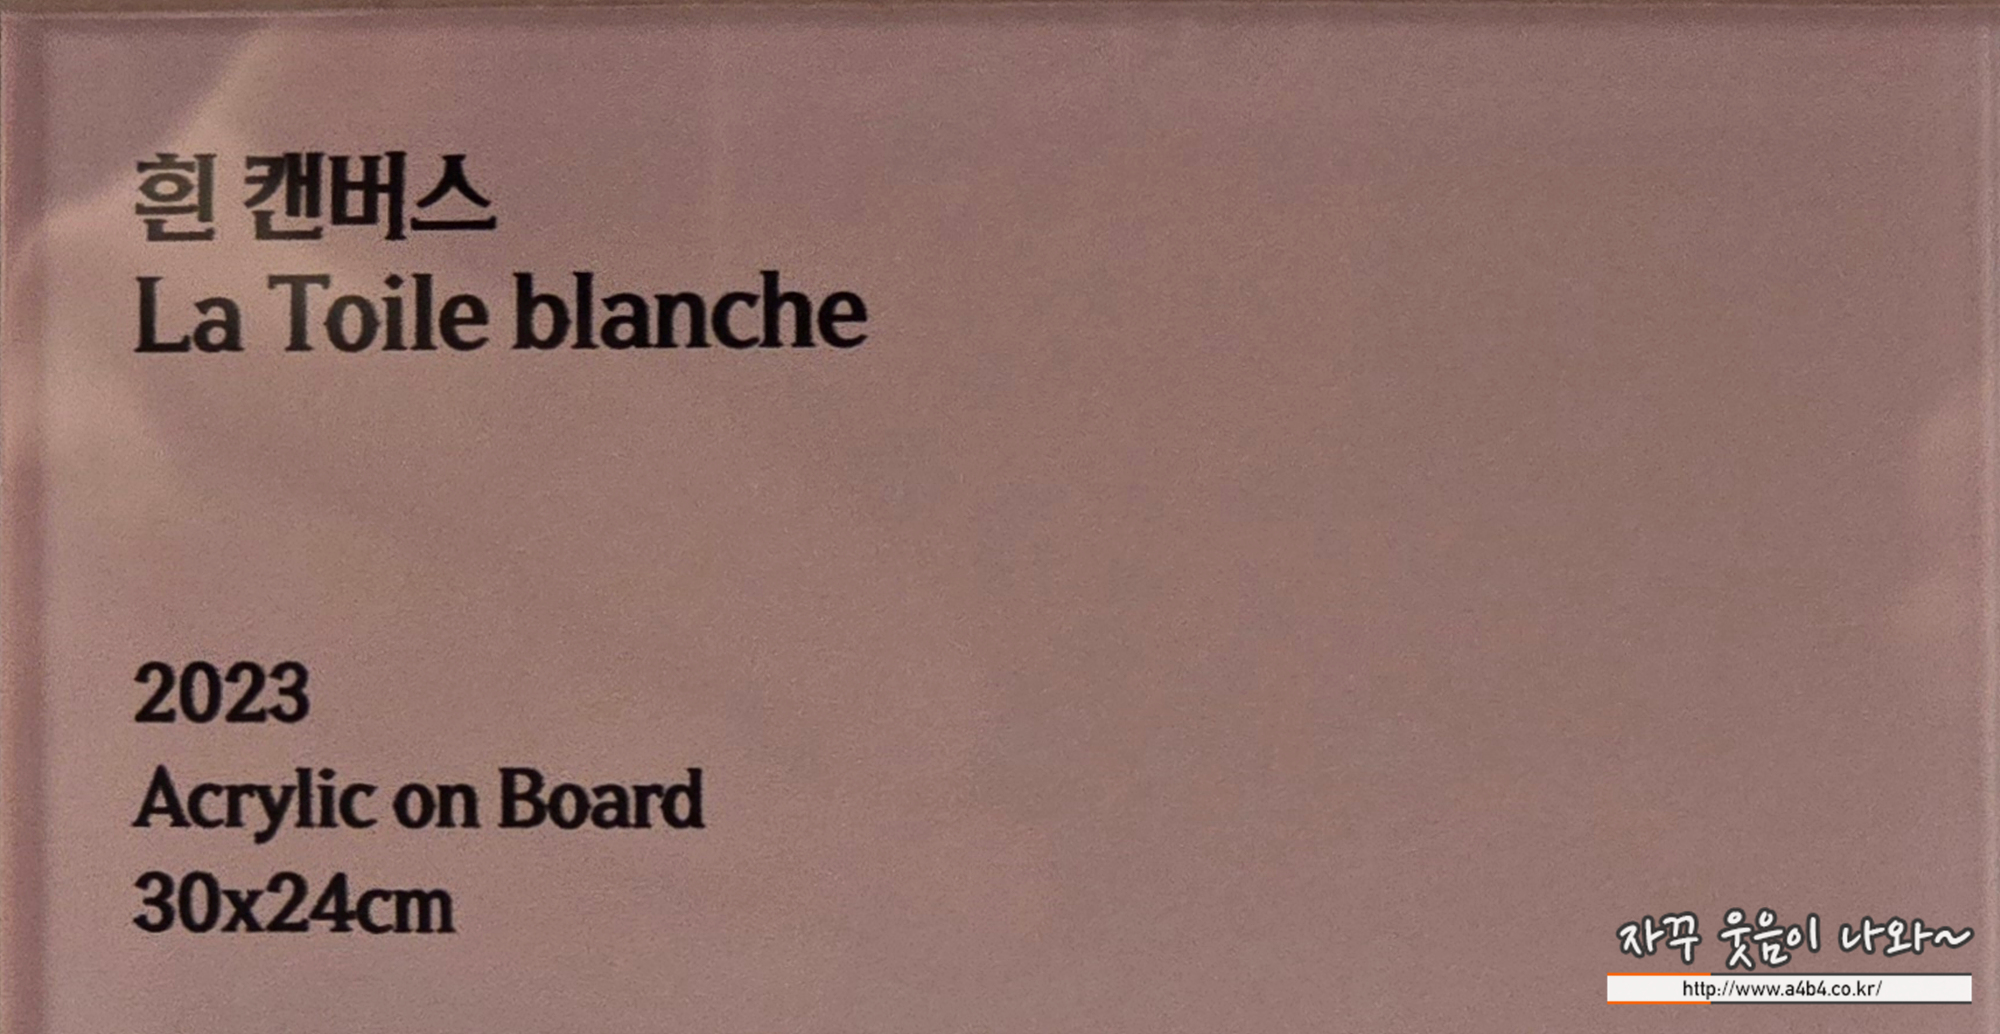 흰 캔버스
La Toile blanche
2023
Acrylic on Board
30x24cm
자꾸 웃음이 나와~
http://www.a4b4.co.kr/